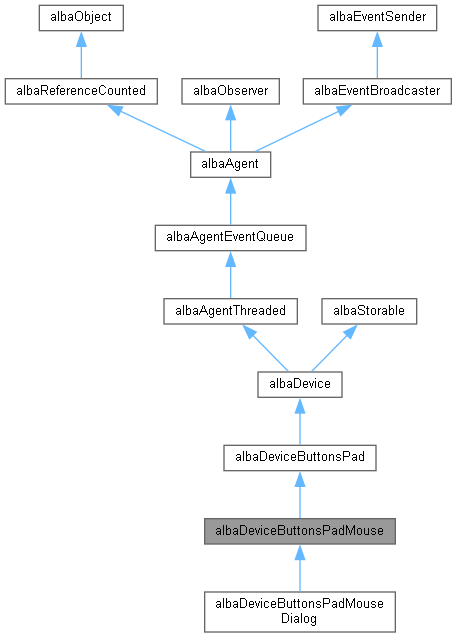 albaObject
albaEventSender
albaReferenceCounted
albaObserver
albaEventBroadcaster
albaAgent
albaAgentEventQueue
albaAgentThreaded
albaStorable
albaDevice
albaDeviceButtonsPad
albaDeviceButtonsPadMouse
albaDeviceButtonsPadMouse
Dialog